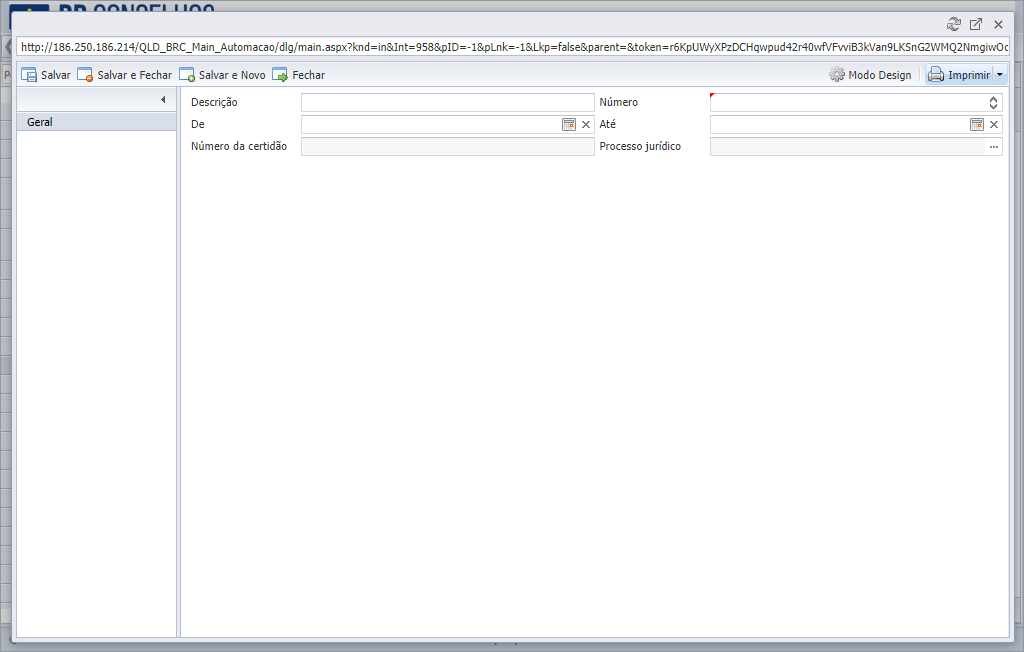 http://186.250.186.214/QLD_BRC_Main_Automacao/dlg/main.aspx?knd=in&Int=958&pID=-1&pLnk=-1&Lkp=false&parent=&token=r6KpUWyXPzDCHqwpud42r40wfVFvviB3kVan9LKSnG2WMQ2NmgiwOc
Salvar Salvar e Fechar Salvar e Novo Fechar Modo Design Imprimir
Geral
Descrição Número
De Até
Número da certidão Processo jurídico